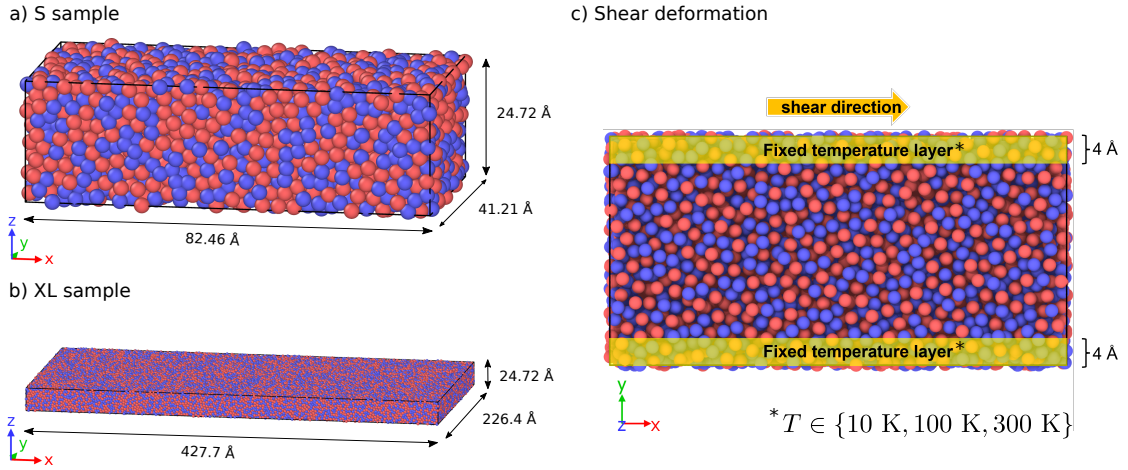 a) S sample
24.72 Å
41.21 Å
82.46 Å
z
y
x
b) XL sample
24.72 Å
226.4 Å
427.7 Å
z
y
x
c) Shear deformation
shear direction
Fixed temperature layer*
4 Å
Fixed temperature layer*
4 Å
y
z
x
* T ∈ {10 K, 100 K, 300 K}